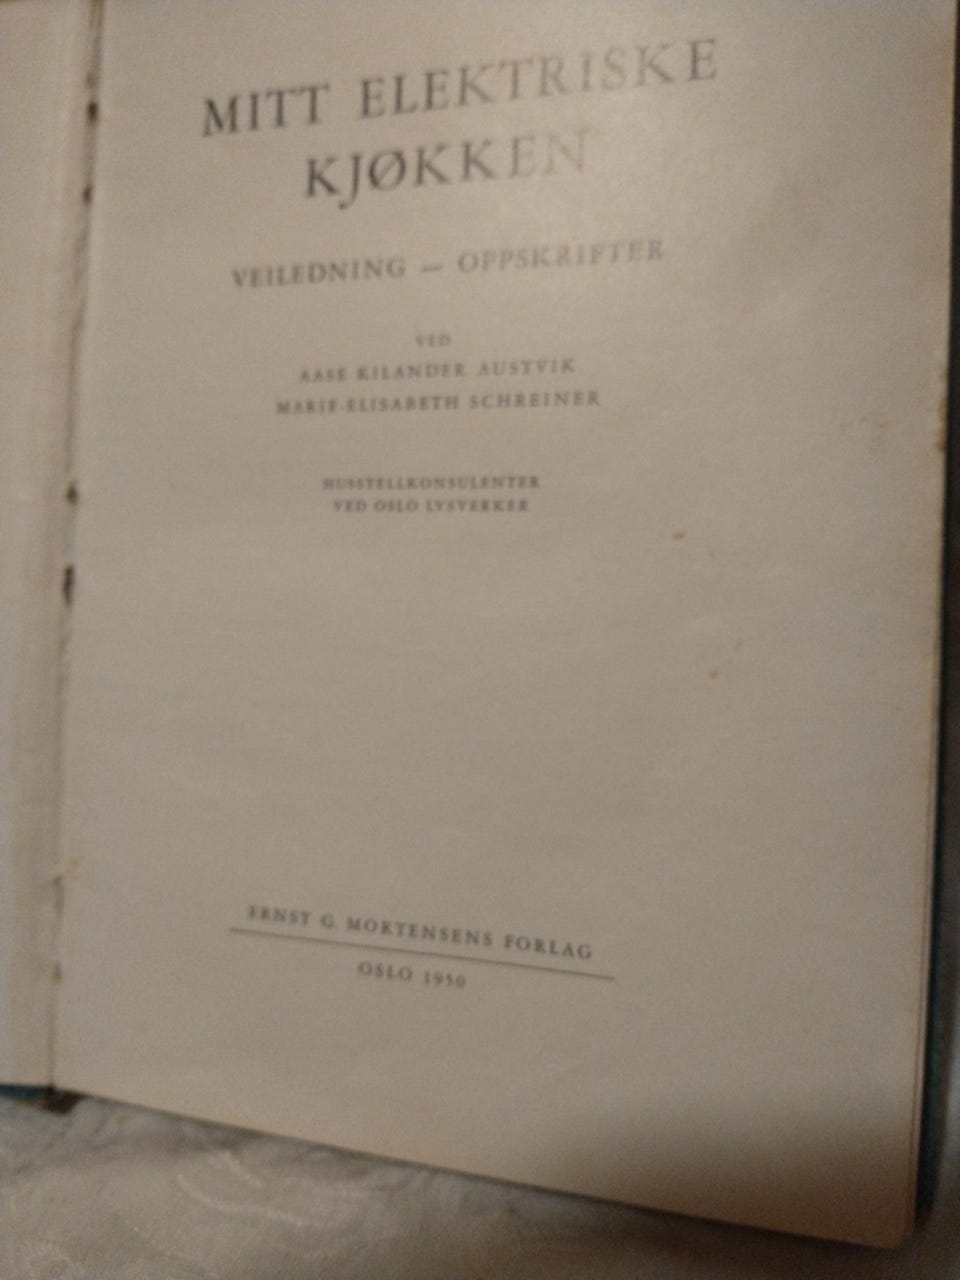 MITT ELEKTRISKE
KJØKKEN
VEILEDNING — OPPSKRIFTER
VED
AASE KILANDER AUSTVIK
MARIE-ELISABETH SCHREINER
HUSSTELLKONSULENTER
VED OSLO LYSVERKER
ERNST G. MORTENSENS FORLAG
OSLO 1950